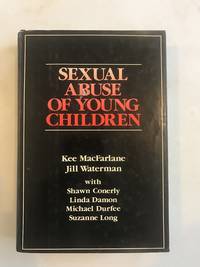 SEXUAL
ABUSE
OF YOUNG
CHILDREN
Kee MacFarlane
Jill Waterman
with
Shawn Conerly
Linda Damon
Michael Durfee
Suzanne Long